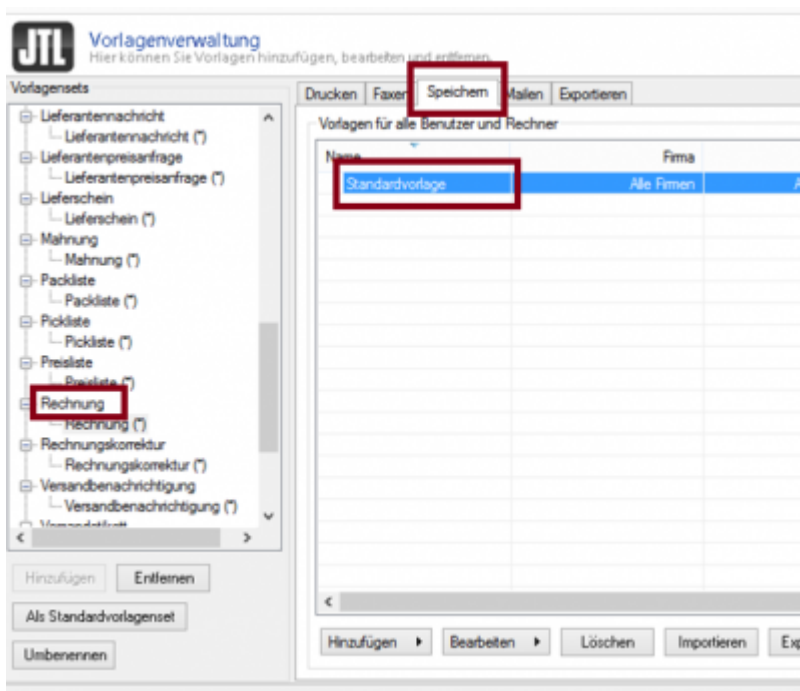 JTL
Vorlagenverwaltung
Hier können Sie Vorlagen hinzufügen, bearbeiten und entfernen.
Vorlagensets
Lieferantennachricht
Lieferantennachricht (*)
Lieferantenpreisanfrage
Lieferantenpreisanfrage (*)
Lieferschein
Lieferschein (*)
Mahnung
Mahnung (*)
Packliste
Packliste (*)
Pickliste
Pickliste (*)
Preisliste
Preisliste (*)
Rechnung
Rechnung (*)
Rechnungskorrektur
Rechnungskorrektur (*)
Versandbenachrichtigung
Versandbenachrichtigung (*)
Hinzufügen Entfernen
Als Standardvorlagenset
Umbenennen
Drucken Faxen Speichern Mailen Exportieren
Vorlagen für alle Benutzer und Rechner
Name Firma
Standardvorlage Alle Firmen A
Hinzufügen Bearbeiten Löschen Importieren Exp